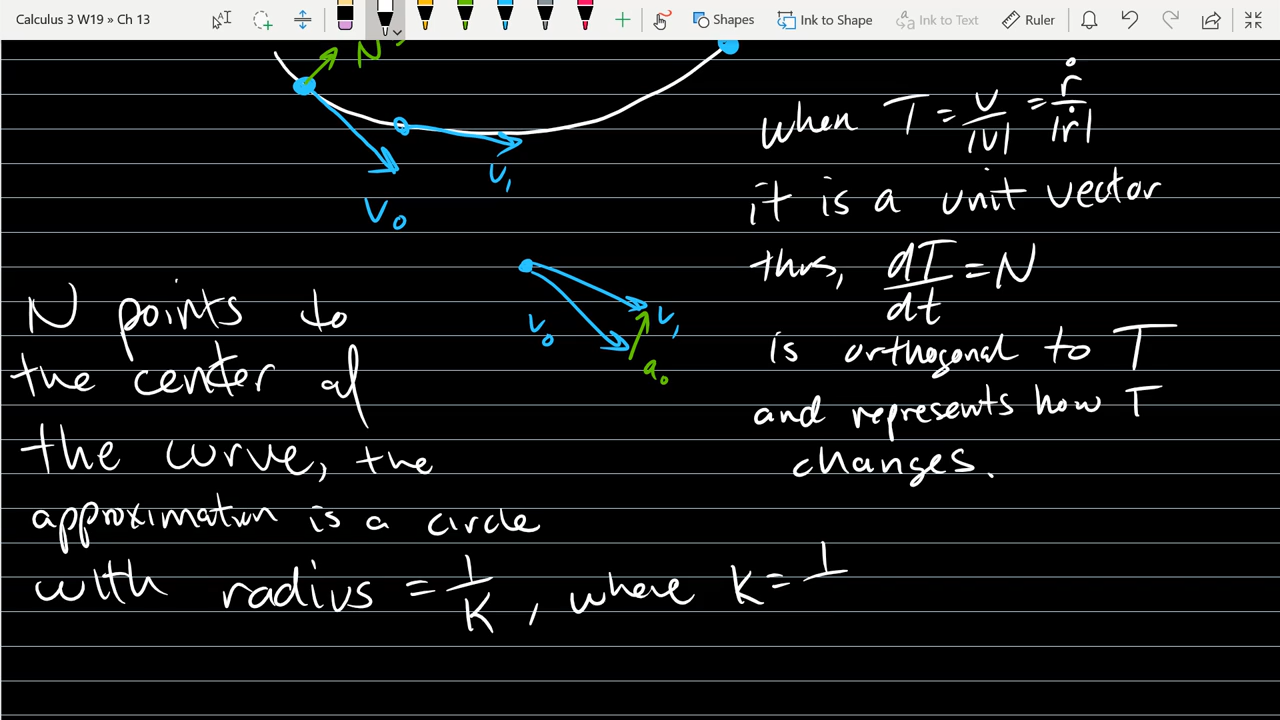 Calculus 3 W19 » Ch 13
Shapes
Ink to Shape
Ink to Text
Ruler
N
v₁
v₀
when T = v/|v| = ṙ/|ṙ|
it is a unit vector
thus, dT/dt = N
is orthogonal to T
and represents how T
changes.
v₀
v₁
a₀
N points to
the center of
the curve, the
approximation is a circle
with radius = 1/K, where K = 1